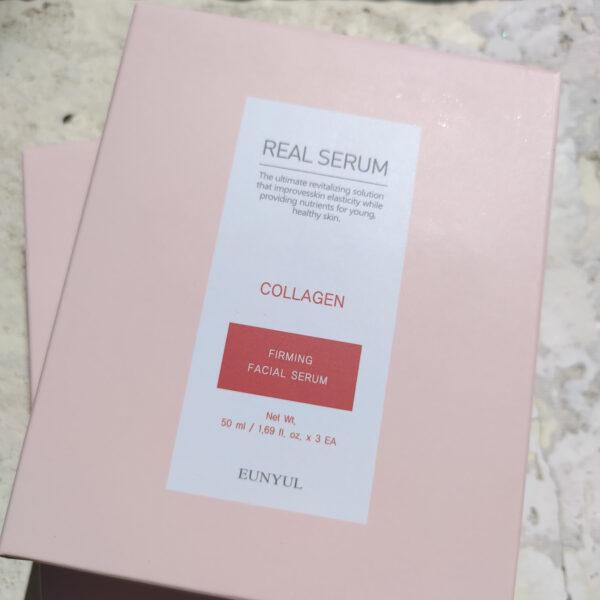 REAL SERUM
The ultimate revitalizing solution
that improvesskin elasticity while
providing nutrients for young,
healthy skin.
COLLAGEN
FIRMING
FACIAL SERUM
Net Wt.
50 ml / 1.69 fl. oz. x 3 EA
EUNYUL